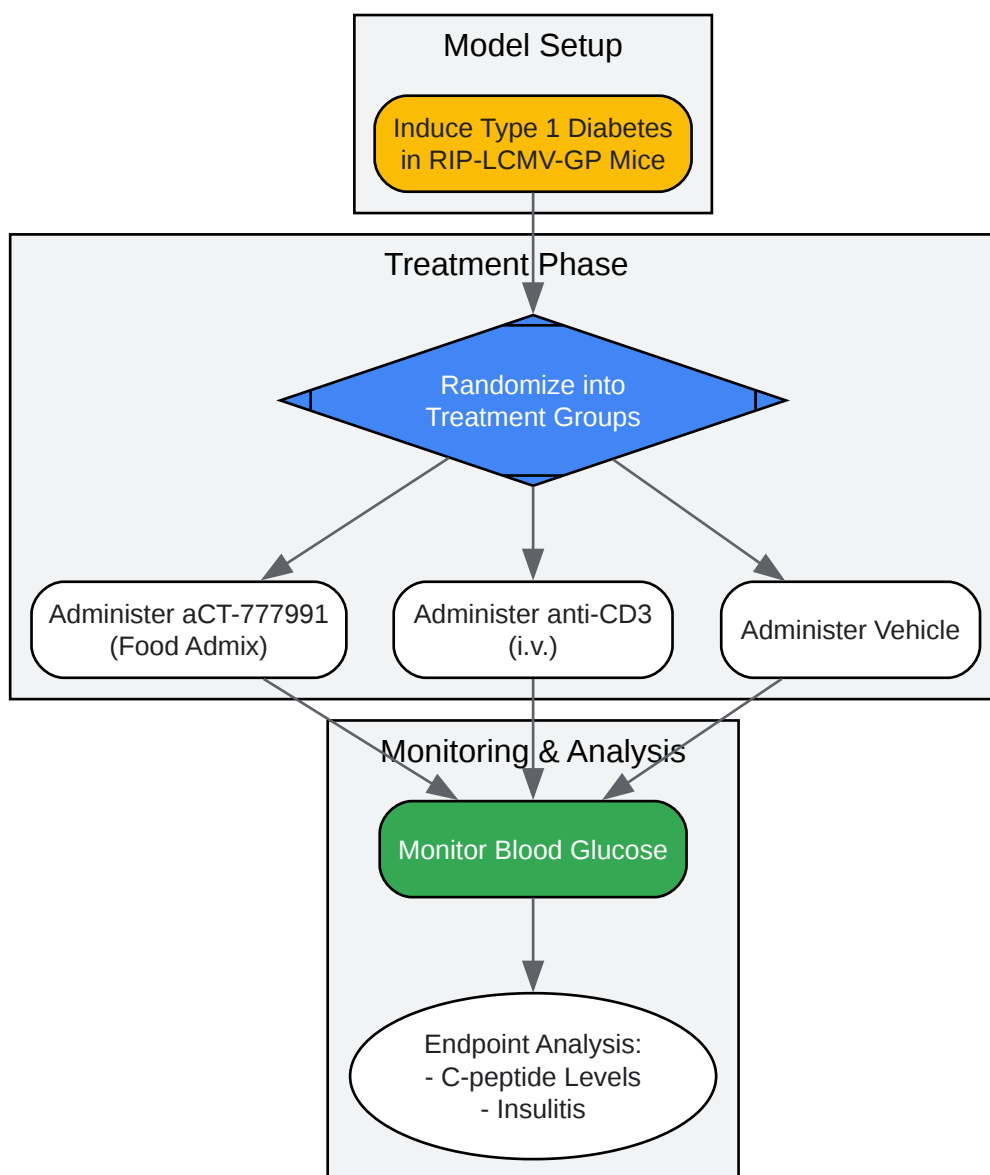 Model Setup
Induce Type 1 Diabetes
in RIP-LCMV-GP Mice
Treatment Phase
Randomize into
Treatment Groups
Administer aCT-777991
(Food Admix)
Administer anti-CD3
(i.v.)
Administer Vehicle
Monitoring & Analysis
Monitor Blood Glucose
Endpoint Analysis:
- C-peptide Levels
- Insulitis